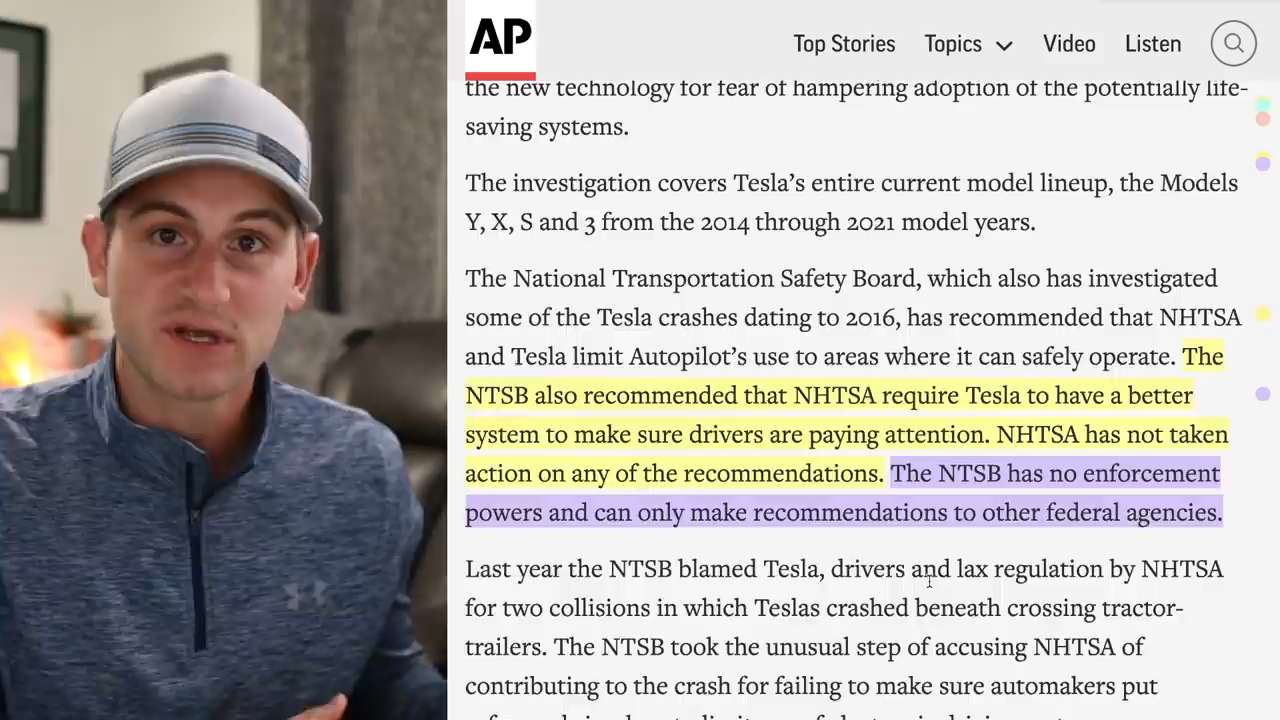 AP
Top Stories Topics Video Listen
the new technology for fear of hampering adoption of the potentially life-
saving systems.
The investigation covers Tesla’s entire current model lineup, the Models
Y, X, S and 3 from the 2014 through 2021 model years.
The National Transportation Safety Board, which also has investigated
some of the Tesla crashes dating to 2016, has recommended that NHTSA
and Tesla limit Autopilot’s use to areas where it can safely operate. The
NTSB also recommended that NHTSA require Tesla to have a better
system to make sure drivers are paying attention. NHTSA has not taken
action on any of the recommendations. The NTSB has no enforcement
powers and can only make recommendations to other federal agencies.
Last year the NTSB blamed Tesla, drivers and lax regulation by NHTSA
for two collisions in which Teslas crashed beneath crossing tractor-
trailers. The NTSB took the unusual step of accusing NHTSA of
contributing to the crash for failing to make sure automakers put